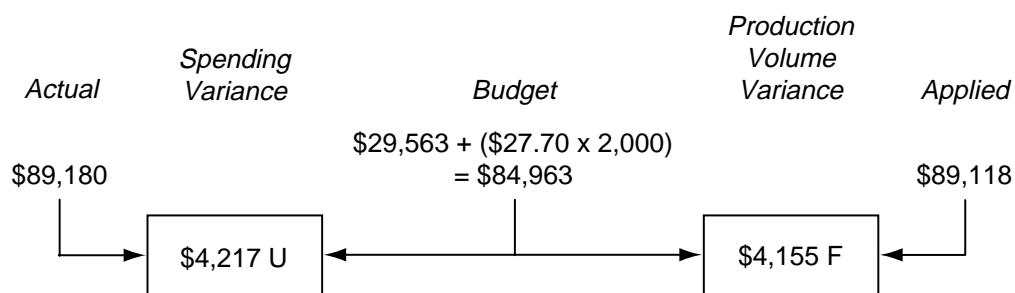 Actual
Spending
Variance
Budget
Production
Volume
Variance
Applied
$89,180
$29,563 + ($27.70 x 2,000)
= $84,963
$89,118
$4,217 U
$4,155 F